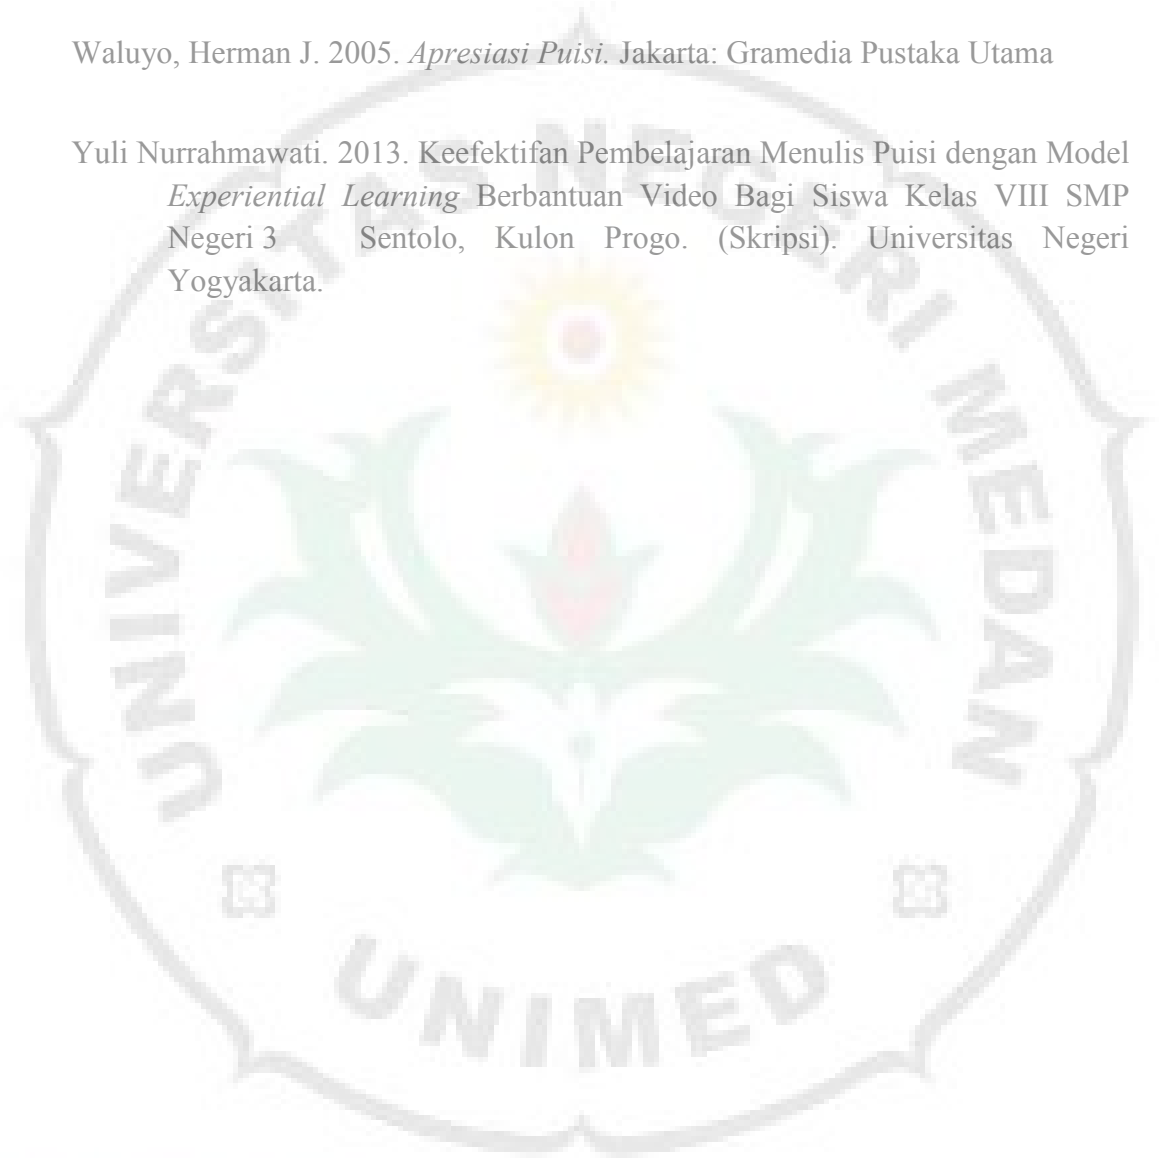 Waluyo, Herman J. 2005. Apresiasi Puisi. Jakarta: Gramedia Pustaka Utama
Yuli Nurrahmawati. 2013. Keefektifan Pembelajaran Menulis Puisi dengan Model
Experiential Learning Berbantuan Video Bagi Siswa Kelas VIII SMP
Negeri 3 Sentolo, Kulon Progo. (Skripsi). Universitas Negeri
Yogyakarta.
UNIVERSITAS NEGERI MEDAN
UNIMED